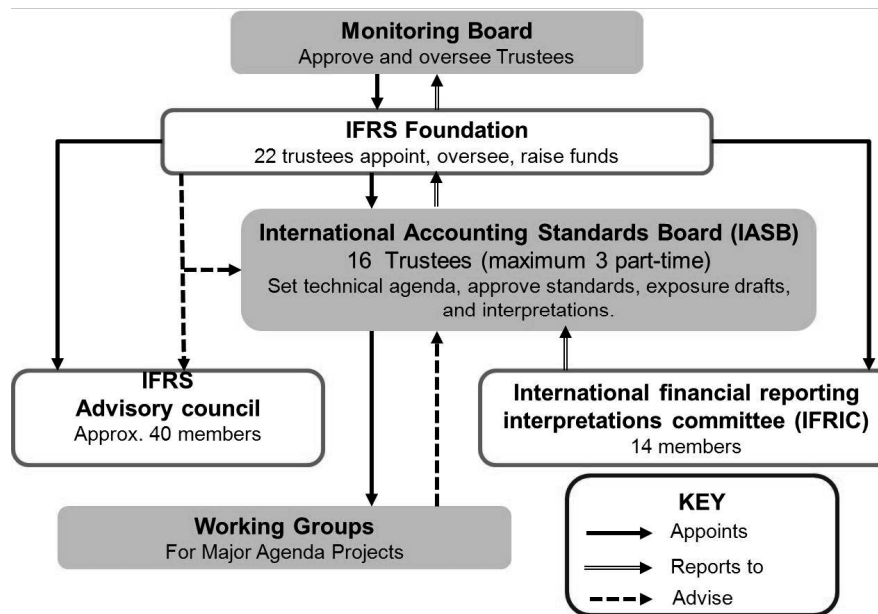 Monitoring Board
Approve and oversee Trustees
IFRS Foundation
22 trustees appoint, oversee, raise funds
International Accounting Standards Board (IASB)
16 Trustees (maximum 3 part-time)
Set technical agenda, approve standards, exposure drafts,
and interpretations.
IFRS
Advisory council
Approx. 40 members
International financial reporting
interpretations committee (IFRIC)
14 members
Working Groups
For Major Agenda Projects
KEY
Appoints
Reports to
Advise